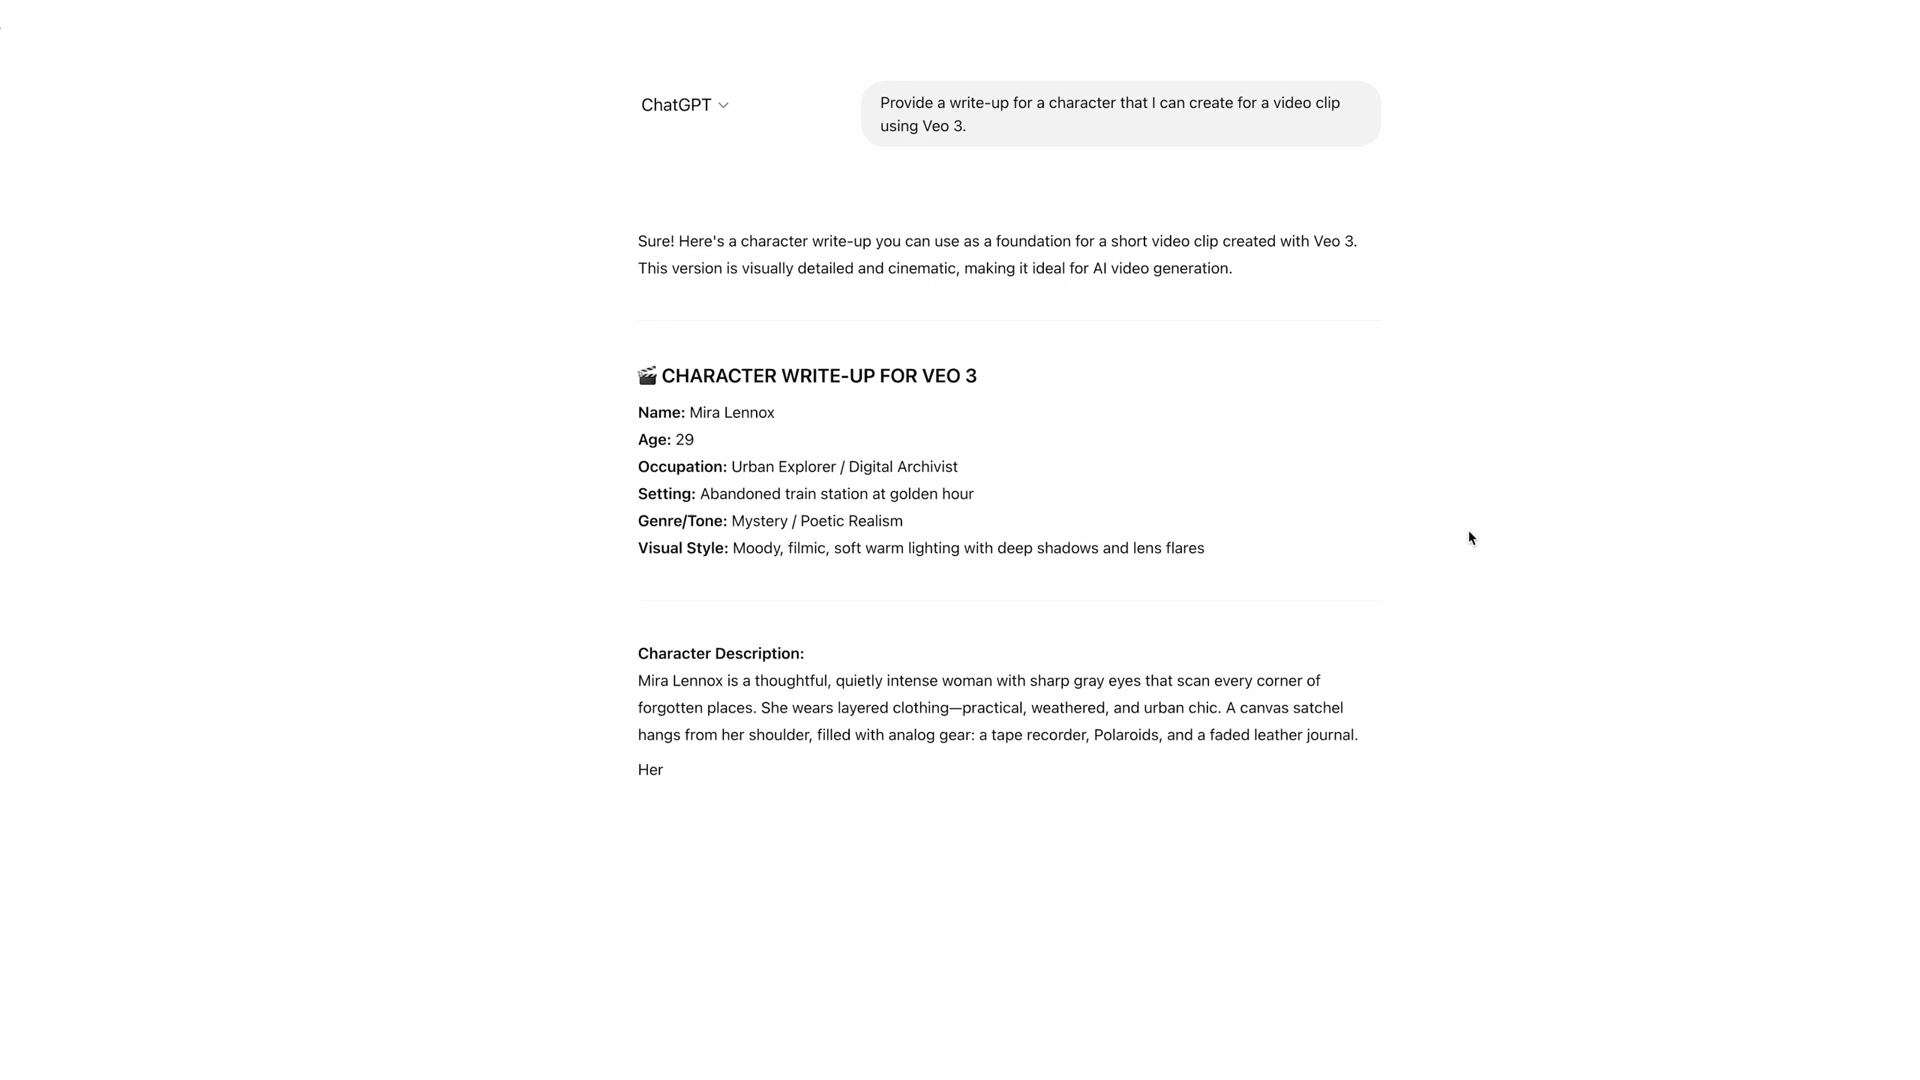 ChatGPT
Provide a write-up for a character that I can create for a video clip
using Veo 3.
Sure! Here's a character write-up you can use as a foundation for a short video clip created with Veo 3.
This version is visually detailed and cinematic, making it ideal for AI video generation.
🎬 CHARACTER WRITE-UP FOR VEO 3
Name: Mira Lennox
Age: 29
Occupation: Urban Explorer / Digital Archivist
Setting: Abandoned train station at golden hour
Genre/Tone: Mystery / Poetic Realism
Visual Style: Moody, filmic, soft warm lighting with deep shadows and lens flares
Character Description:
Mira Lennox is a thoughtful, quietly intense woman with sharp gray eyes that scan every corner of
forgotten places. She wears layered clothing—practical, weathered, and urban chic. A canvas satchel
hangs from her shoulder, filled with analog gear: a tape recorder, Polaroids, and a faded leather journal.
Her